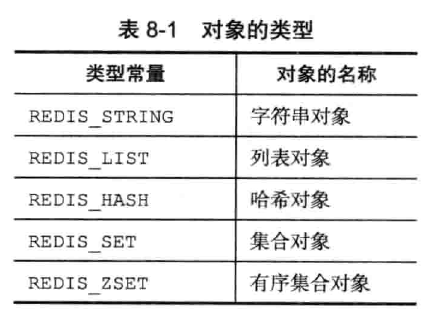 表 8-1 对象的类型
类型常量 对象的名称
REDIS_STRING 字符串对象
REDIS_LIST 列表对象
REDIS_HASH 哈希对象
REDIS_SET 集合对象
REDIS_ZSET 有序集合对象